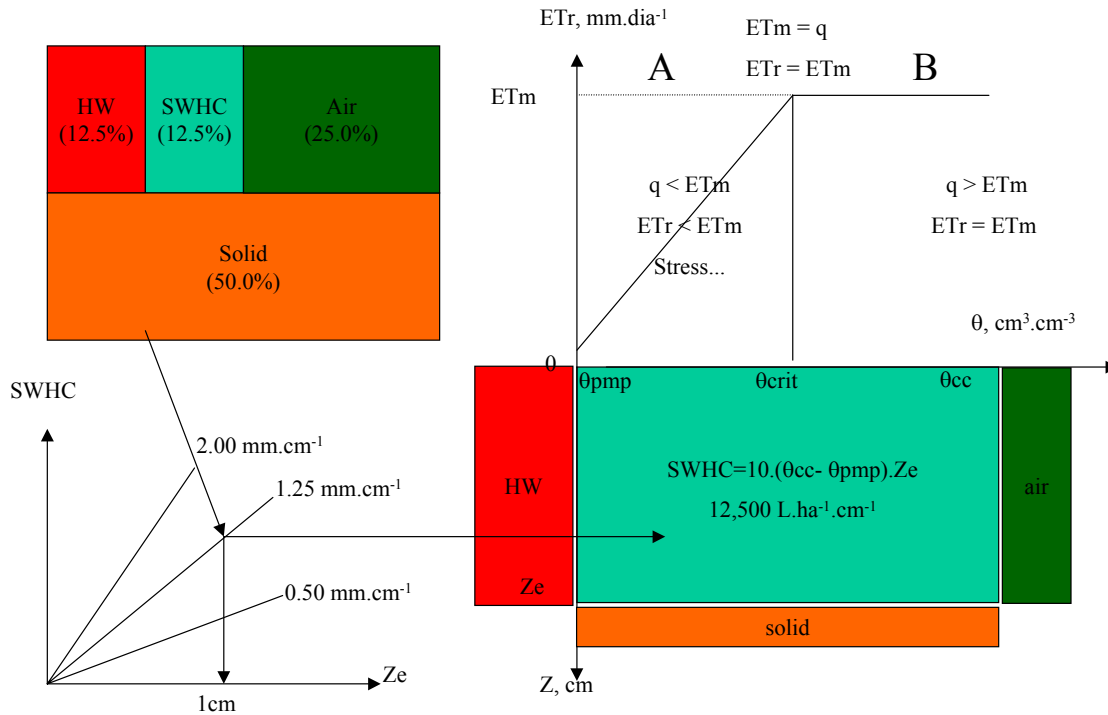 HW
(12.5%)
SWHC
(12.5%)
Air
(25.0%)
Solid
(50.0%)
SWHC
2.00 mm.cm⁻¹
1.25 mm.cm⁻¹
0.50 mm.cm⁻¹
Ze
1cm
ETr, mm.dia⁻¹
ETm = q
ETr = ETm
A
B
ETm
q < ETm
ETr < ETm
Stress...
q > ETm
ETr = ETm
θ, cm³.cm⁻³
0
θpmp
θcrit
θcc
HW
SWHC=10.(θcc- θpmp).Ze
12,500 L.ha⁻¹.cm⁻¹
air
Ze
solid
Z, cm